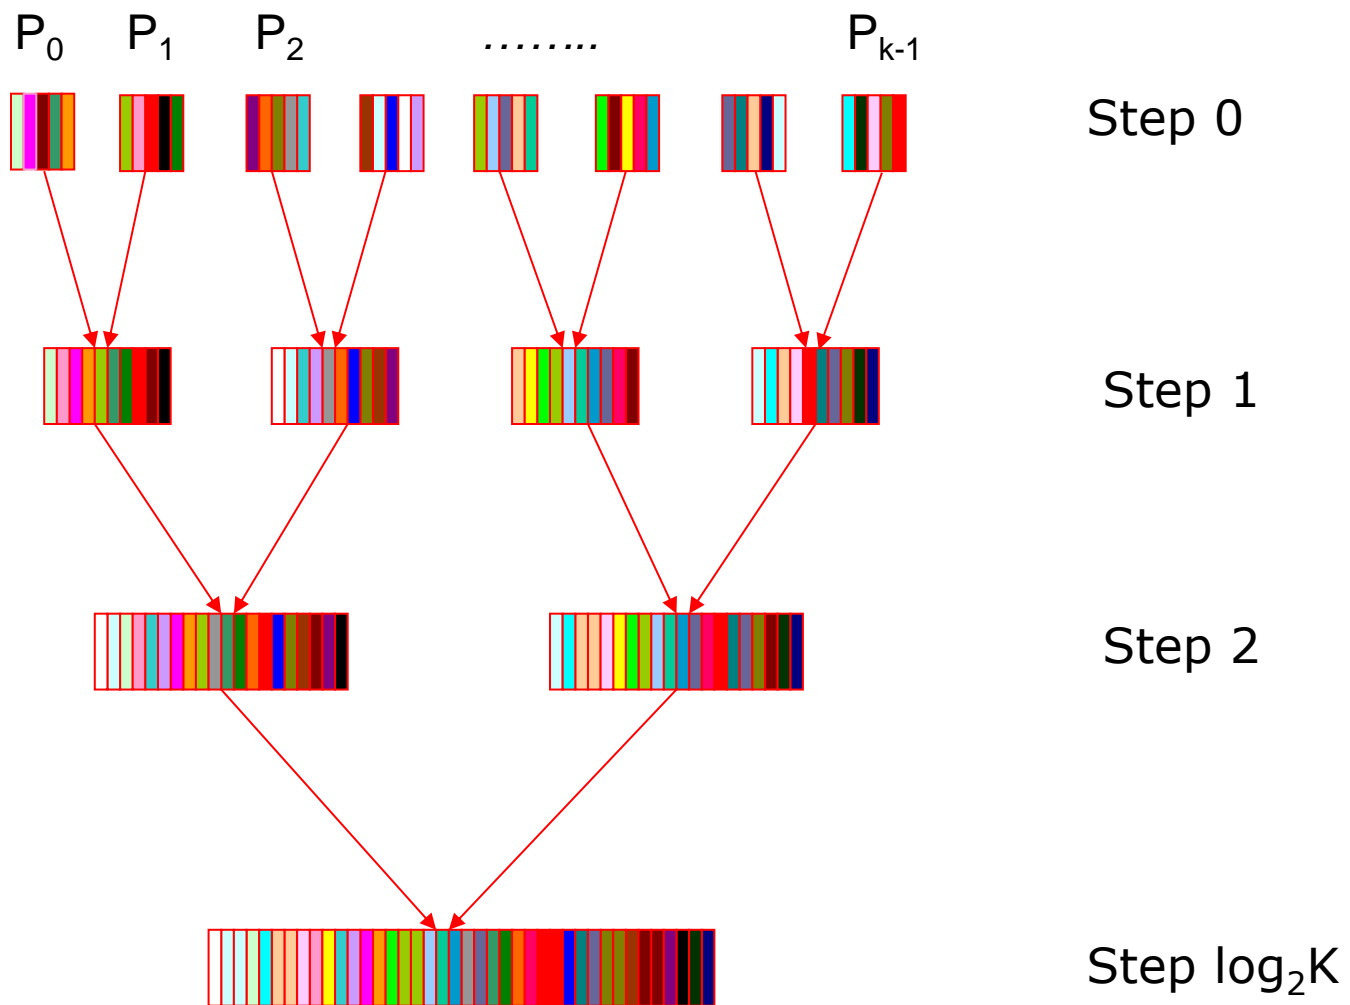 P₀ P₁ P₂ ........ Pₖ₋₁
Step 0
Step 1
Step 2
Step log₂K